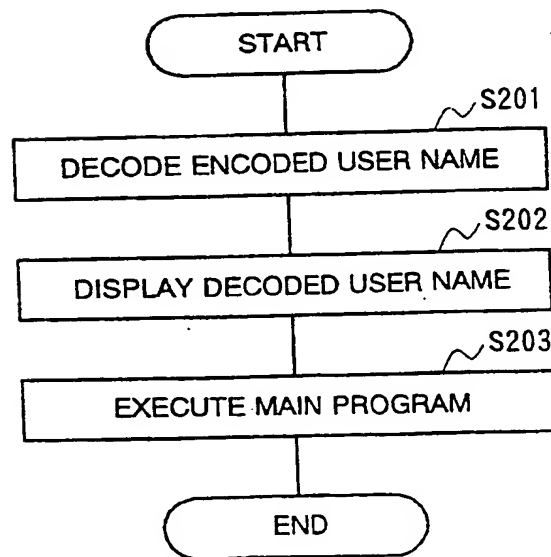 START
S201
DECODE ENCODED USER NAME
S202
DISPLAY DECODED USER NAME
S203
EXECUTE MAIN PROGRAM
END